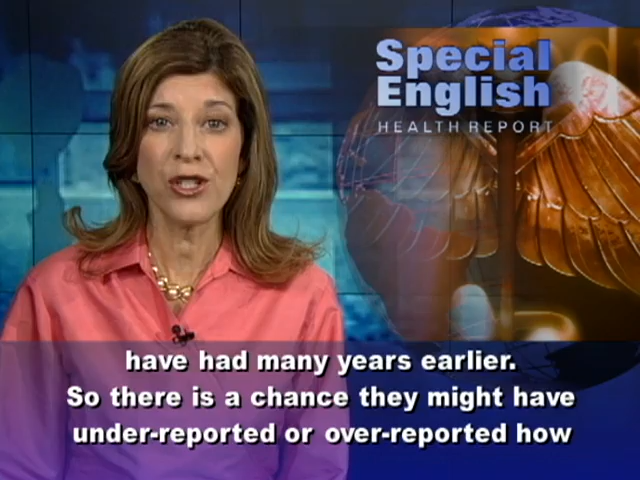 Special
English
HEALTH REPORT
have had many years earlier.
So there is a chance they might have
under-reported or over-reported how